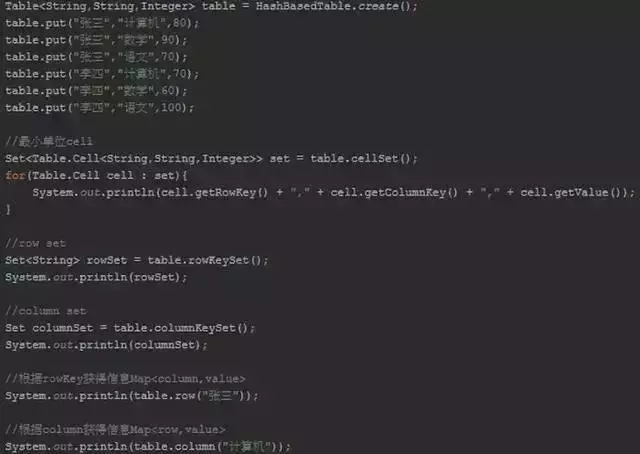 Table<String,String,Integer> table = HashBasedTable.create();
table.put("张三","计算机",80);
table.put("张三","数学",90);
table.put("张三","语文",70);
table.put("李四","计算机",70);
table.put("李四","数学",60);
table.put("李四","语文",100);
//最小单位cell
Set<Table.Cell<String,String,Integer>> set = table.cellSet();
for(Table.Cell cell : set){
System.out.println(cell.getRowKey() + "," + cell.getColumnKey() + "," + cell.getValue());
}
//row set
Set<String> rowSet = table.rowKeySet();
System.out.println(rowSet);
//column set
Set columnSet = table.columnKeySet();
System.out.println(columnSet);
//根据rowKey获得信息Map<column,value>
System.out.println(table.row("张三"));
//根据column获得信息Map<row,value>
System.out.println(table.column("计算机"));